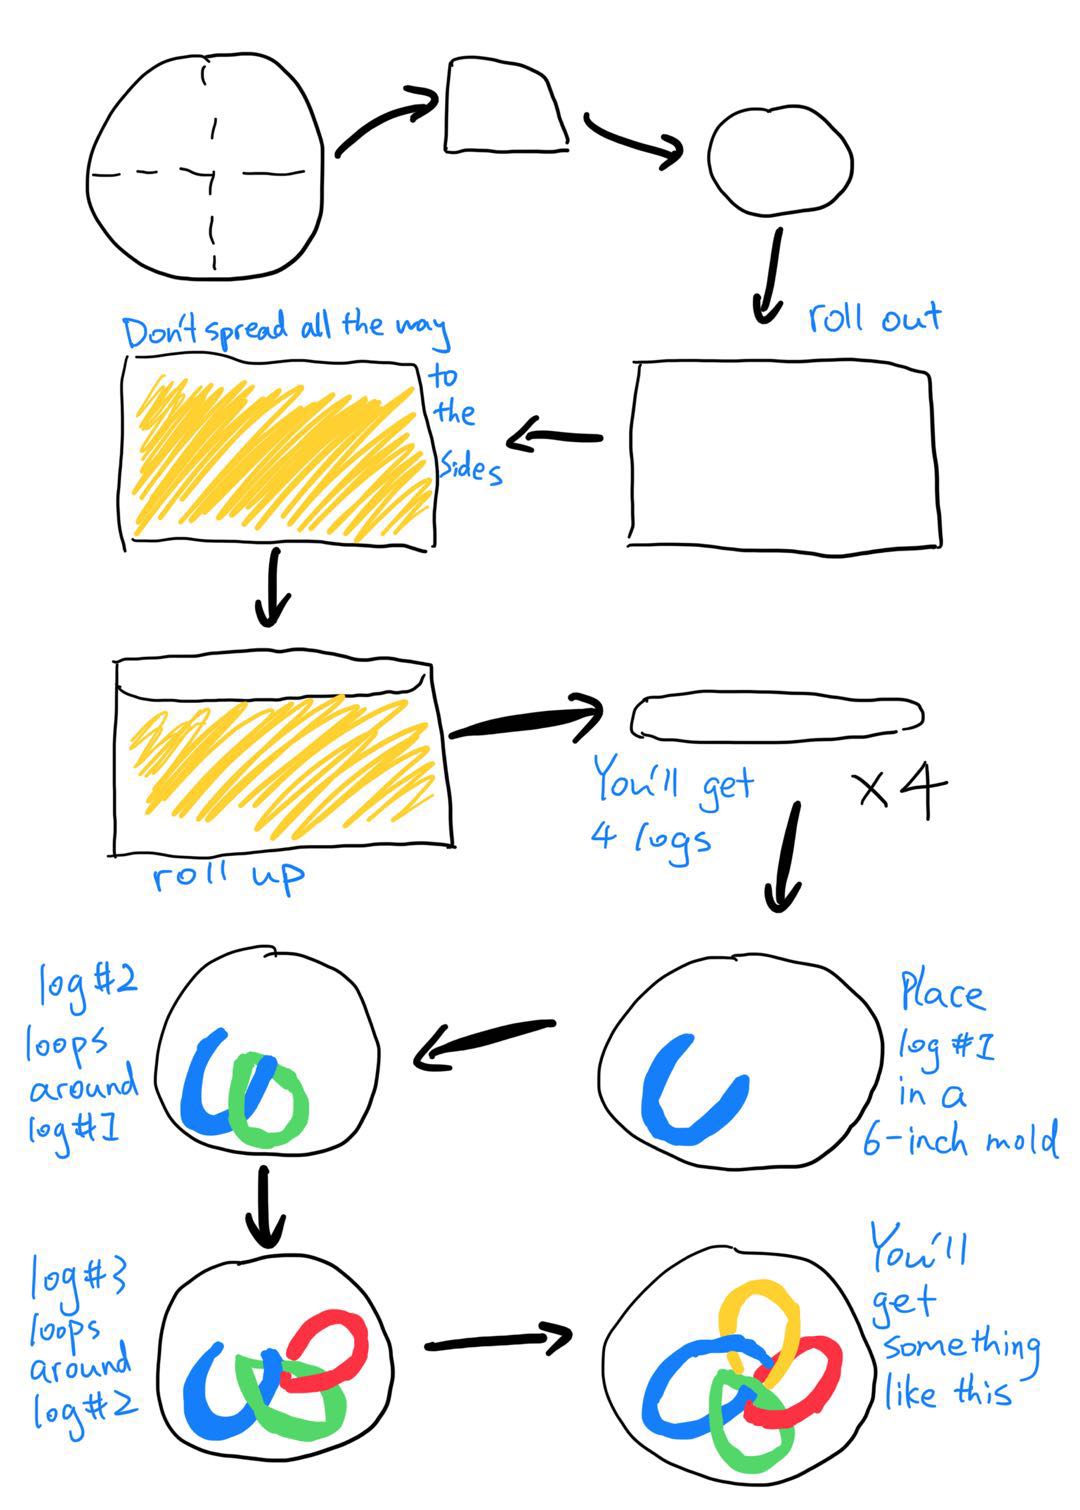 roll out
Don't spread all the way
to
the
sides
roll up
You'll get
4 logs
x4
Place
log #1
in a
6-inch mold
log #2
loops
around
log #1
log #3
loops
around
log #2
You'll
get
something
like this